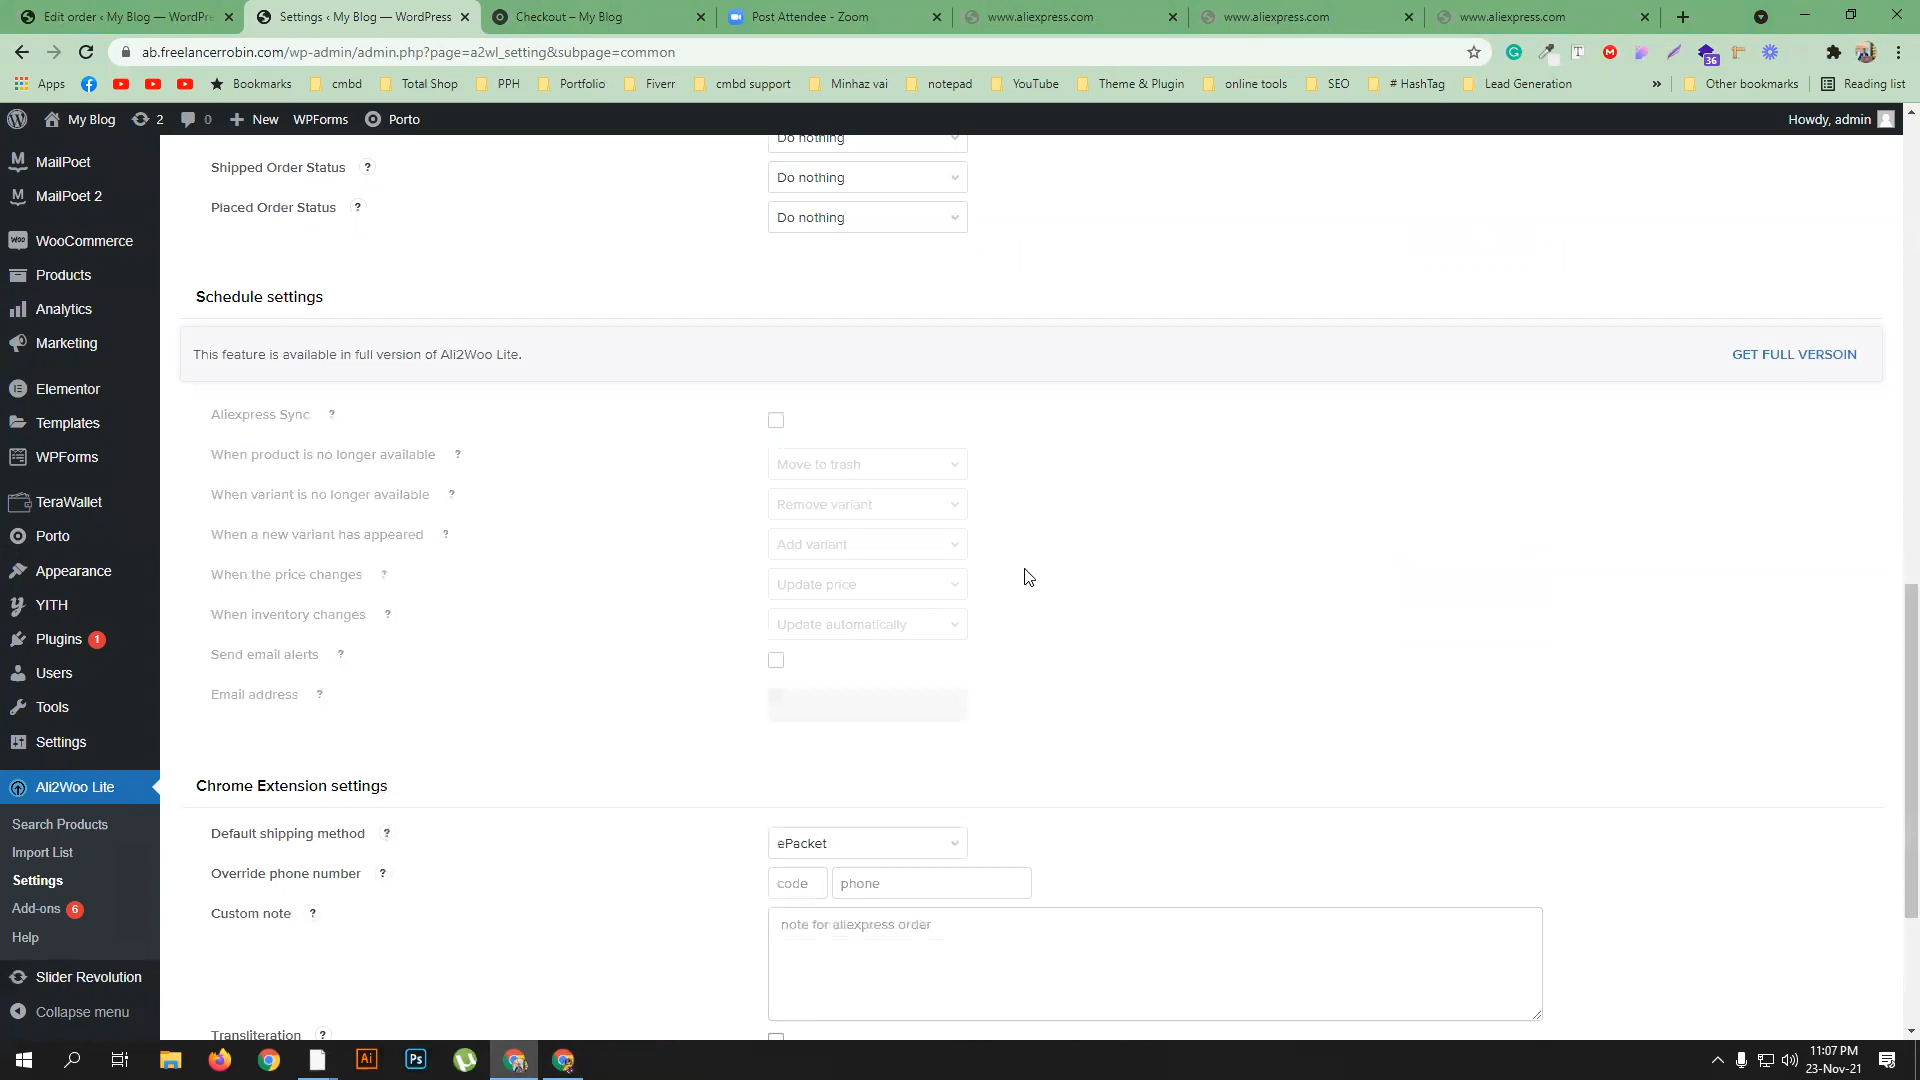 Edit order ‹ My Blog — WordPre
Settings ‹ My Blog — WordPress
Checkout – My Blog
Post Attendee - Zoom
www.aliexpress.com
www.aliexpress.com
www.aliexpress.com
ab.freelancerrobin.com/wp-admin/admin.php?page=a2wl_setting&subpage=common
36
Apps
Bookmarks
cmbd
Total Shop
PPH
Portfolio
Fiverr
cmbd support
Minhaz vai
notepad
YouTube
Theme & Plugin
online tools
SEO
# HashTag
Lead Generation
»
Other bookmarks
Reading list
My Blog
2
0
New
WPForms
Porto
Howdy, admin
MailPoet
MailPoet 2
WooCommerce
Products
Analytics
Marketing
Elementor
Templates
WPForms
TeraWallet
Porto
Appearance
YITH
Plugins 1
Users
Tools
Settings
Ali2Woo Lite
Search Products
Import List
Settings
Add-ons 6
Help
Slider Revolution
Collapse menu
Do nothing
Shipped Order Status ?
Do nothing
Placed Order Status ?
Do nothing
Schedule settings
This feature is available in full version of Ali2Woo Lite.
GET FULL VERSOIN
Aliexpress Sync ?
When product is no longer available ?
Move to trash
When variant is no longer available ?
Remove variant
When a new variant has appeared ?
Add variant
When the price changes ?
Update price
When inventory changes ?
Update automatically
Send email alerts ?
Email address ?
Chrome Extension settings
Default shipping method ?
ePacket
Override phone number ?
code
phone
Custom note ?
note for aliexpress order
Transliteration ?
Ai
Ps
11:07 PM
23-Nov-21